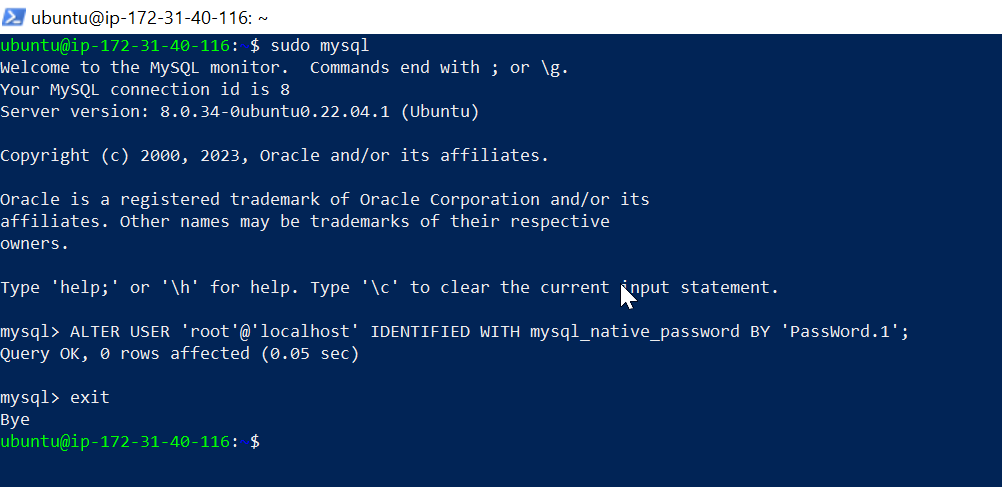 ubuntu@ip-172-31-40-116: ~
ubuntu@ip-172-31-40-116:~$ sudo mysql
Welcome to the MySQL monitor.  Commands end with ; or \g.
Your MySQL connection id is 8
Server version: 8.0.34-0ubuntu0.22.04.1 (Ubuntu)
Copyright (c) 2000, 2023, Oracle and/or its affiliates.
Oracle is a registered trademark of Oracle Corporation and/or its
affiliates. Other names may be trademarks of their respective
owners.
Type 'help;' or '\h' for help. Type '\c' to clear the current input statement.
mysql> ALTER USER 'root'@'localhost' IDENTIFIED WITH mysql_native_password BY 'PassWord.1';
Query OK, 0 rows affected (0.05 sec)
mysql> exit
Bye
ubuntu@ip-172-31-40-116:~$